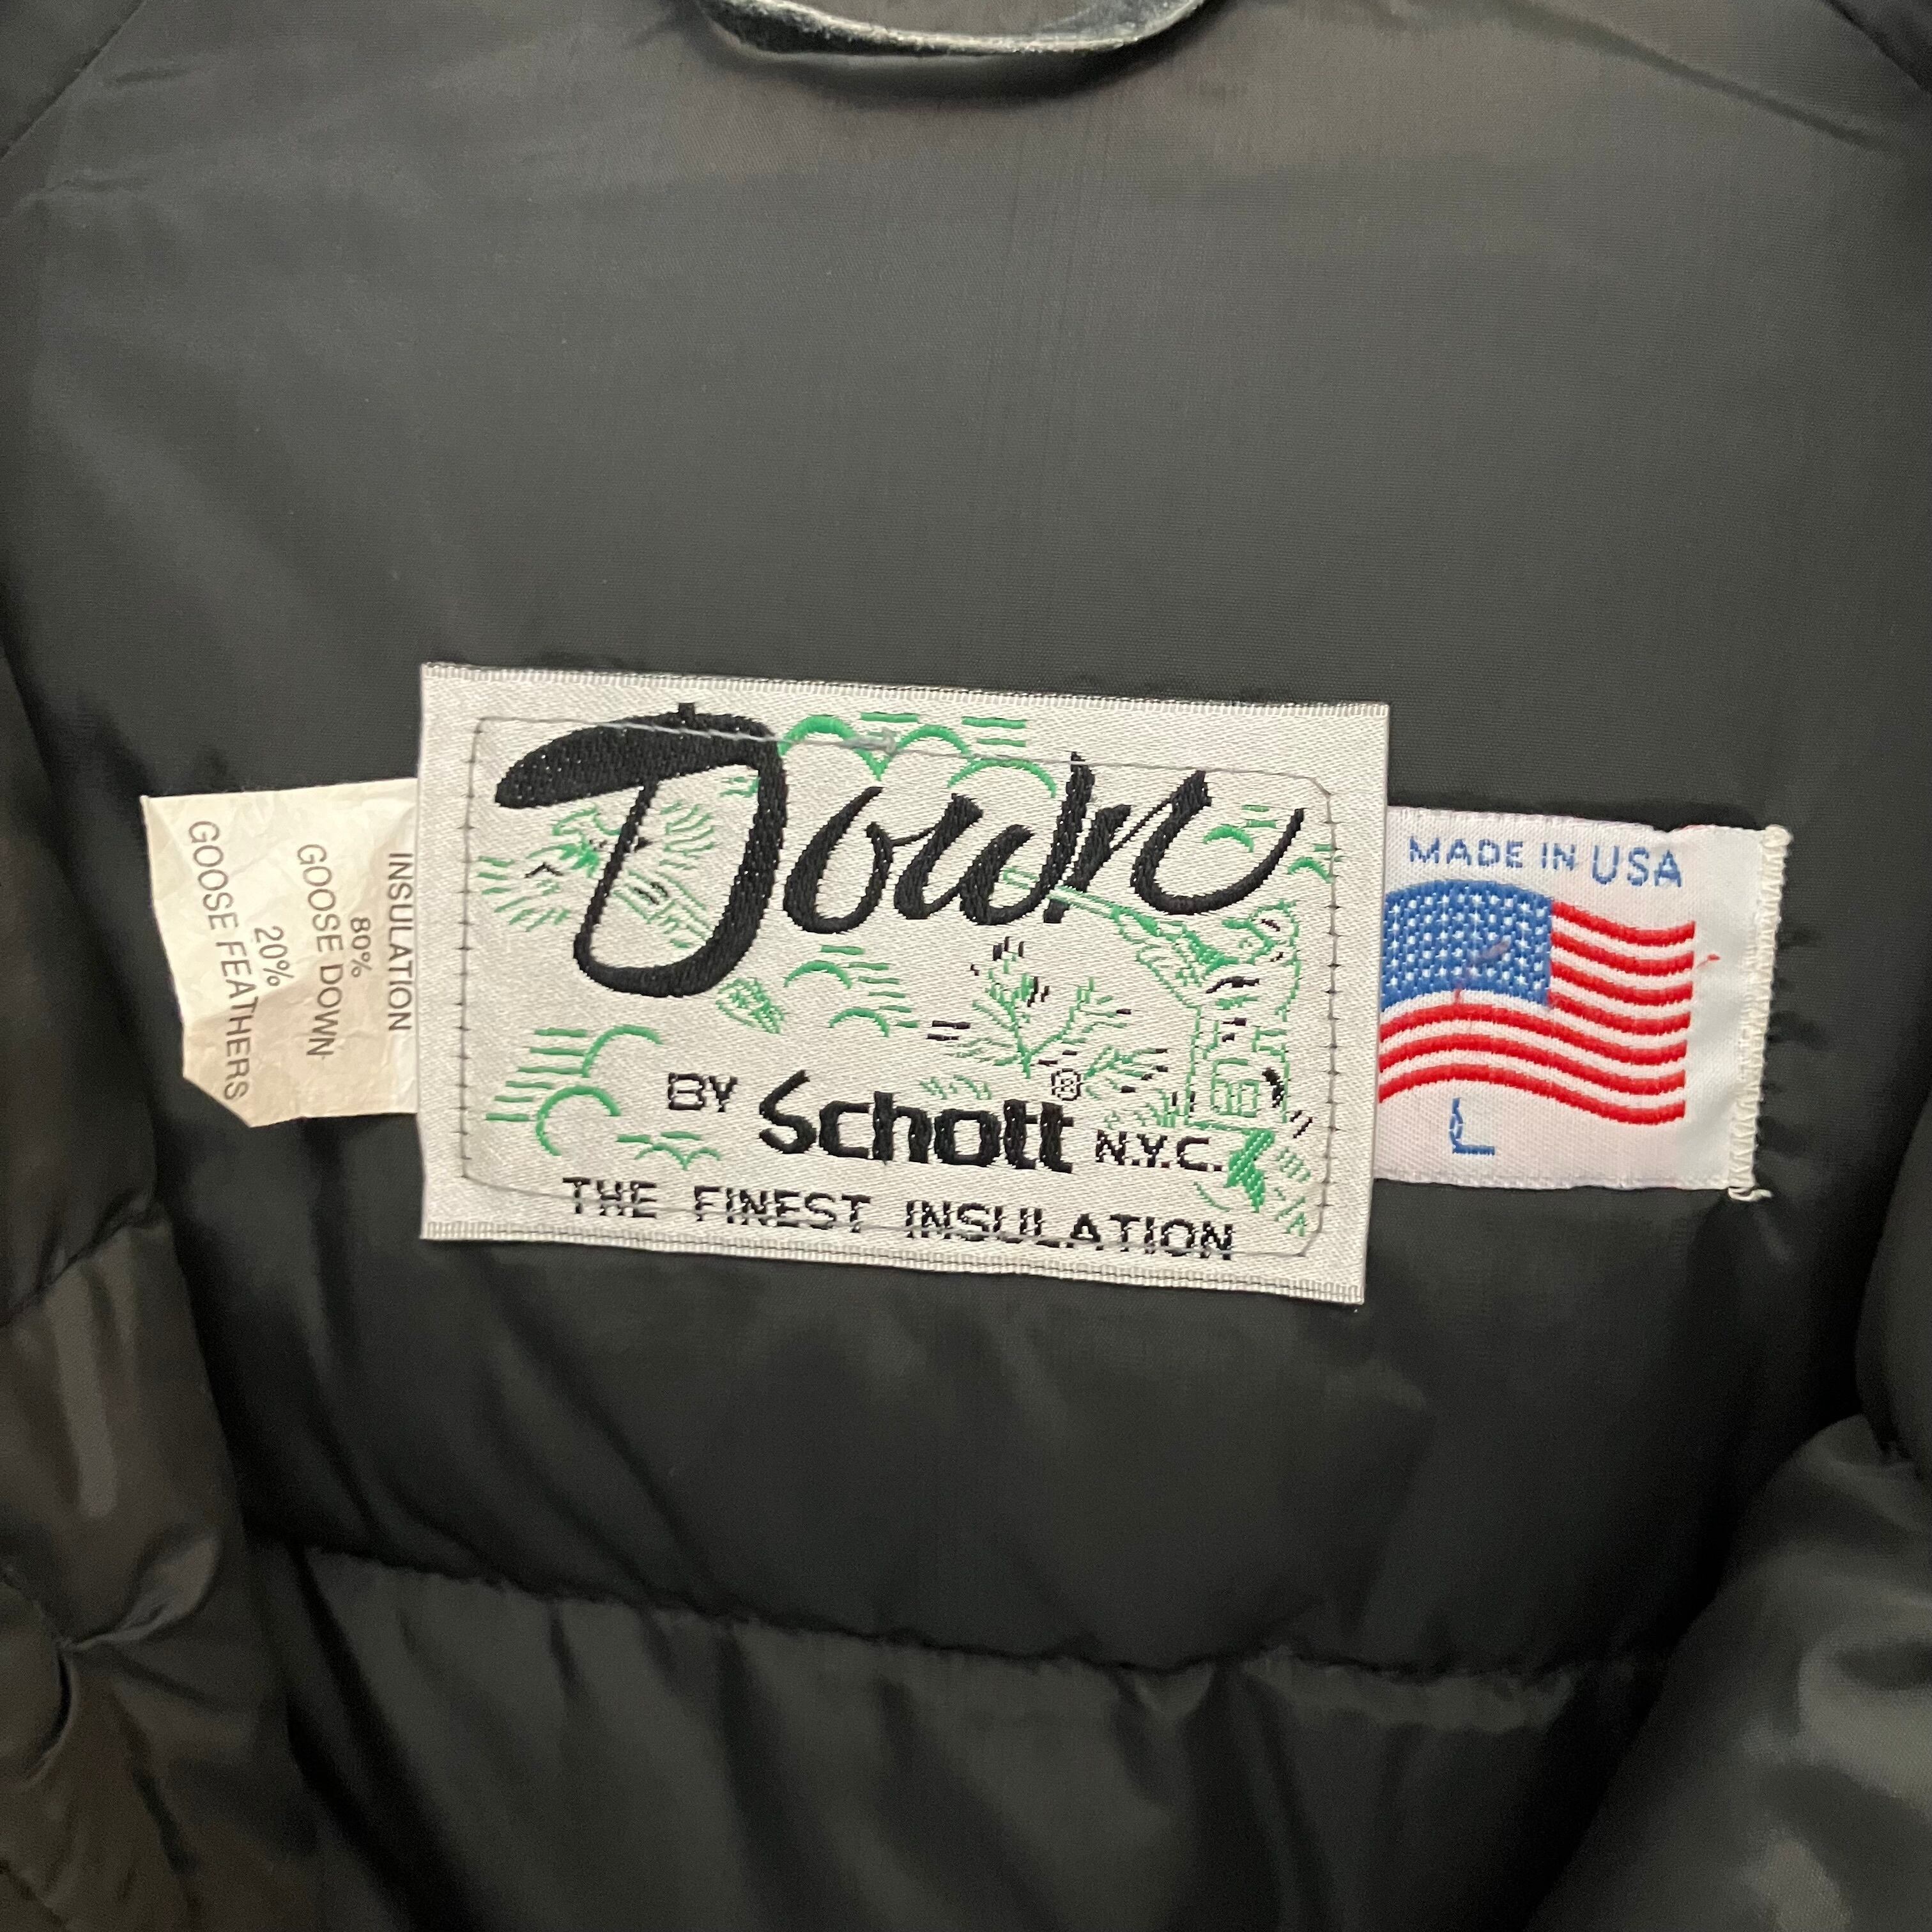 INSULATION
80%
GOOSE DOWN
20%
GOOSE FEATHERS
Down
BY Schott® N.Y.C.
THE FINEST INSULATION
MADE IN USA
L